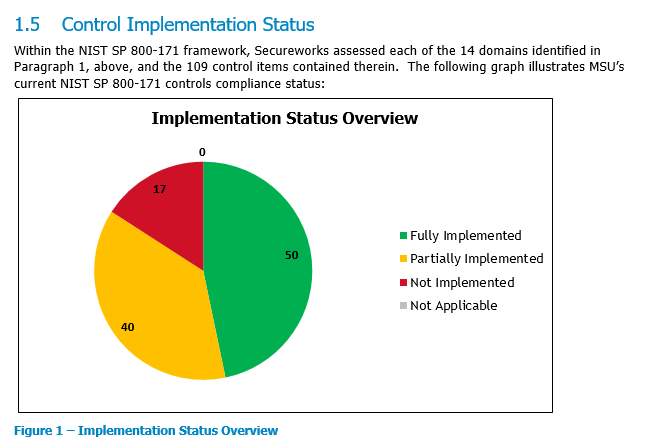 1.5 Control Implementation Status
Within the NIST SP 800-171 framework, Secureworks assessed each of the 14 domains identified in
Paragraph 1, above, and the 109 control items contained therein. The following graph illustrates MSU's
current NIST SP 800-171 controls compliance status:
Implementation Status Overview
0
17
50
40
Fully Implemented
Partially Implemented
Not Implemented
Not Applicable
Figure 1 – Implementation Status Overview